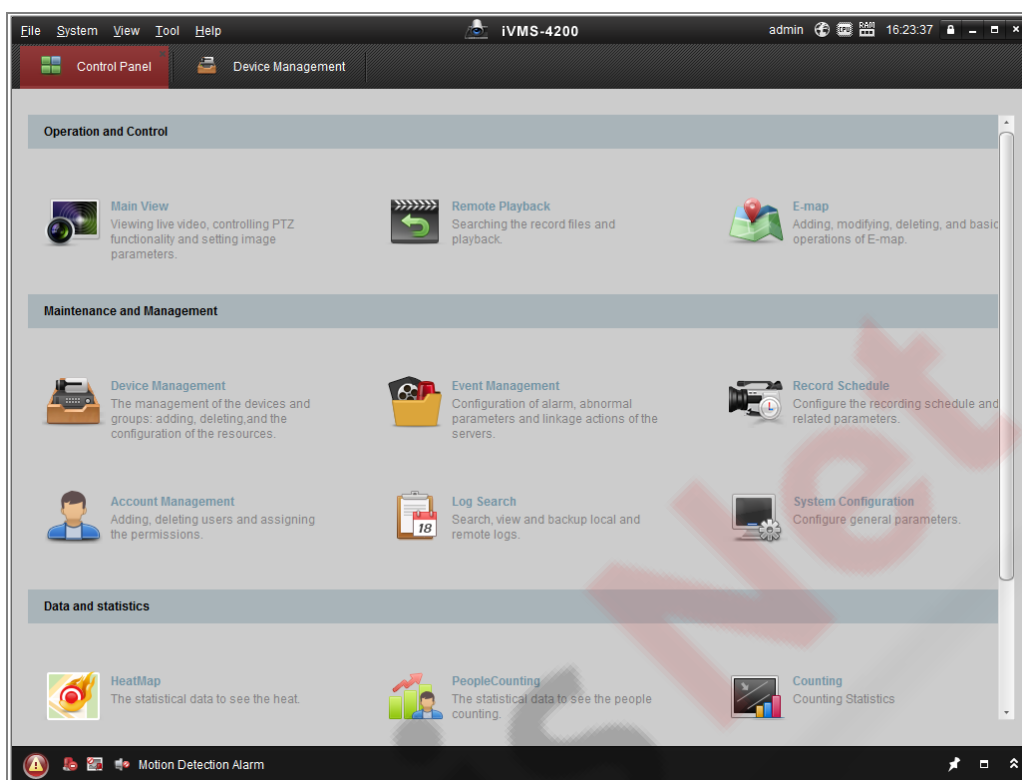 File System View Tool Help iVMS-4200 admin CPU RAM 16:23:37
Control Panel Device Management
Operation and Control
Main View
Viewing live video, controlling PTZ
functionality and setting image
parameters.
Remote Playback
Searching the record files and
playback.
E-map
Adding, modifying, deleting, and basic
operations of E-map.
Maintenance and Management
Device Management
The management of the devices and
groups: adding, deleting,and the
configuration of the resources.
Event Management
Configuration of alarm, abnormal
parameters and linkage actions of the
servers.
Record Schedule
Configure the recording schedule and
related parameters.
Account Management
Adding, deleting users and assigning
the permissions.
18
Log Search
Search, view and backup local and
remote logs.
System Configuration
Configure general parameters.
Data and statistics
HeatMap
The statistical data to see the heat.
PeopleCounting
The statistical data to see the people
counting.
Counting
Counting Statistics
Motion Detection Alarm